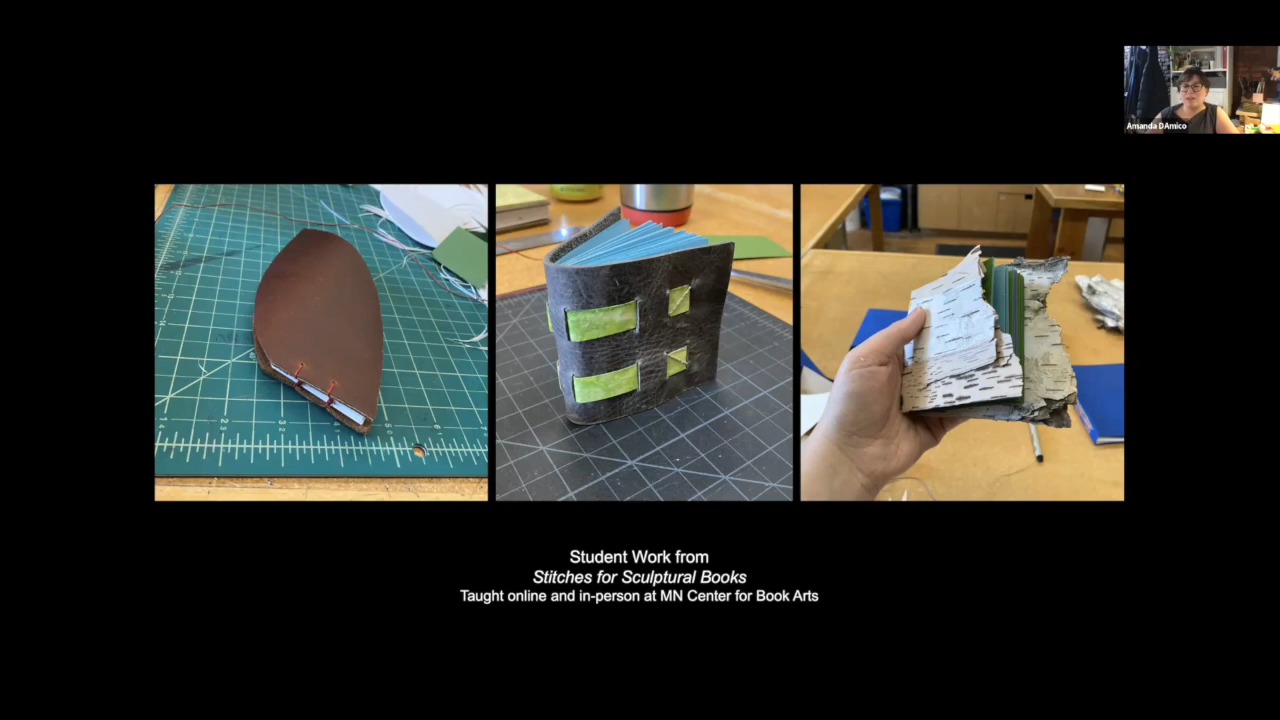 Amanda DAmico
Student Work from
Stitches for Sculptural Books
Taught online and in-person at MN Center for Book Arts